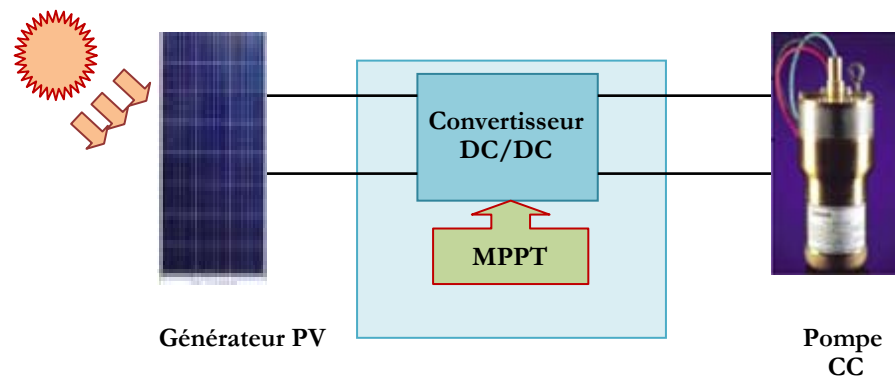 Convertisseur
DC/DC
MPPT
Générateur PV
Pompe
CC